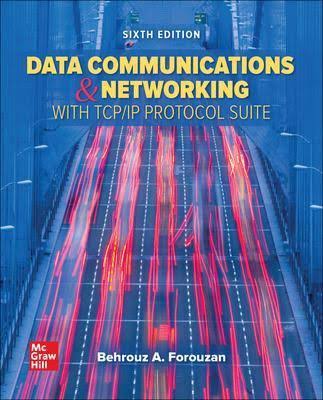 SIXTH EDITION
DATA COMMUNICATIONS
& NETWORKING
WITH TCP/IP PROTOCOL SUITE
Mc
Graw
Hill
Behrouz A. Forouzan